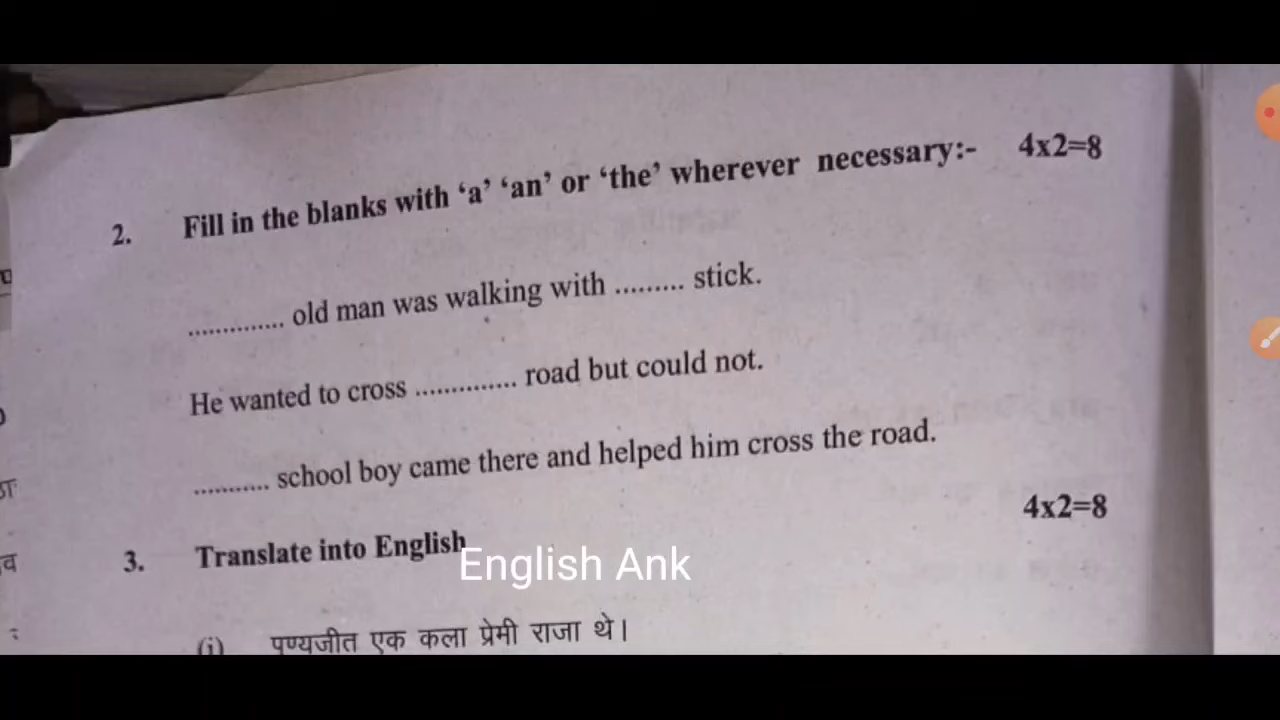 2. Fill in the blanks with ‘a’ ‘an’ or ‘the’ wherever necessary:- 4x2=8
.............. old man was walking with ......... stick.
He wanted to cross .............. road but could not.
........... school boy came there and helped him cross the road.
4x2=8
3. Translate into English
English Ank
(i) पुण्यजीत एक कला प्रेमी राजा थे।